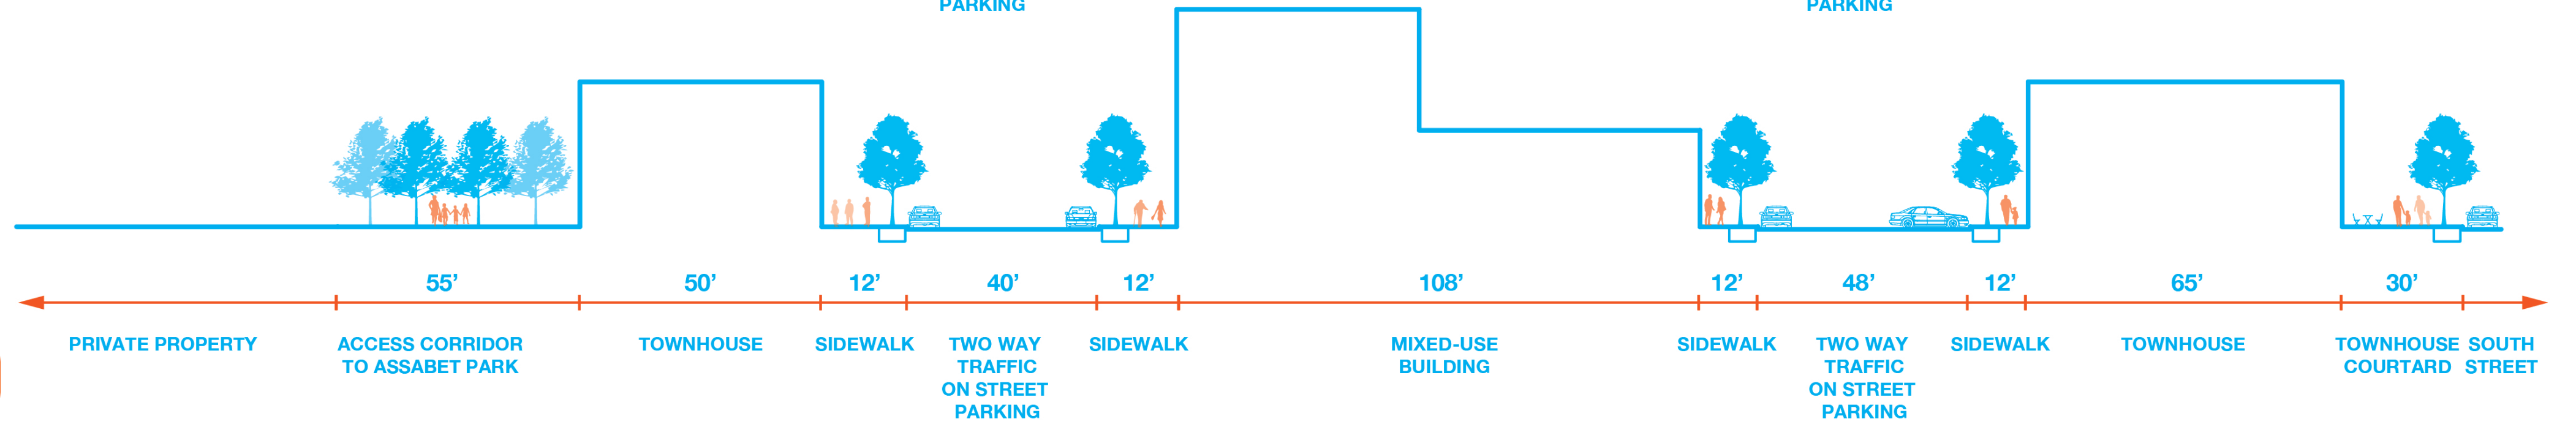 PARKING
PARKING
55’
50’
12’
40’
12’
108’
12’
48’
12’
65’
30’
PRIVATE PROPERTY
ACCESS CORRIDOR
TO ASSABET PARK
TOWNHOUSE
SIDEWALK
TWO WAY
TRAFFIC
ON STREET
PARKING
SIDEWALK
MIXED-USE
BUILDING
SIDEWALK
TWO WAY
TRAFFIC
ON STREET
PARKING
SIDEWALK
TOWNHOUSE
TOWNHOUSE
COURTARD
SOUTH
STREET